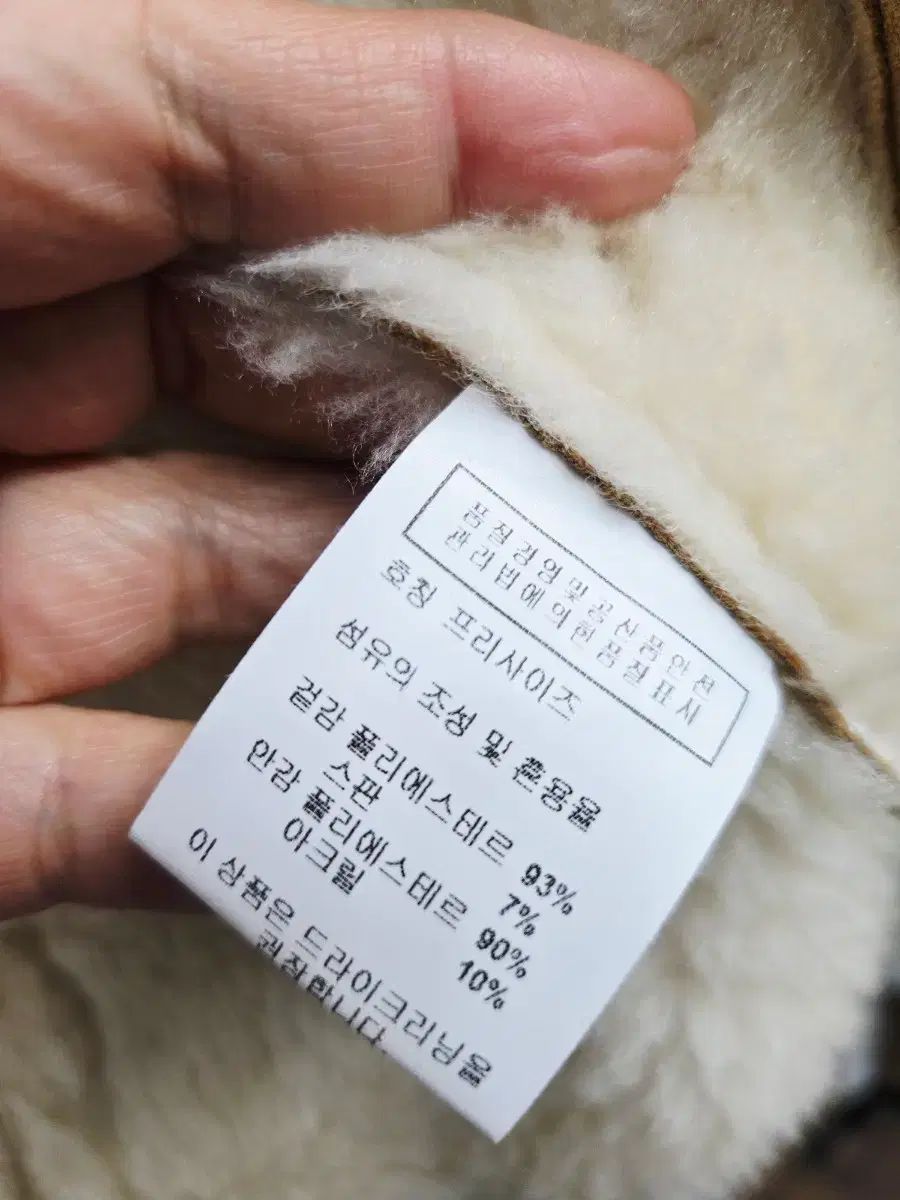 품질경영및공산품안전
관리법에의한품질표시
호칭 프리사이즈
섬유의 조성 및 혼용율
겉감 폴리에스테르 93%
스판 7%
안감 폴리에스테르 90%
아크릴 10%
이 상품은 드라이크리닝을
권장합니다.